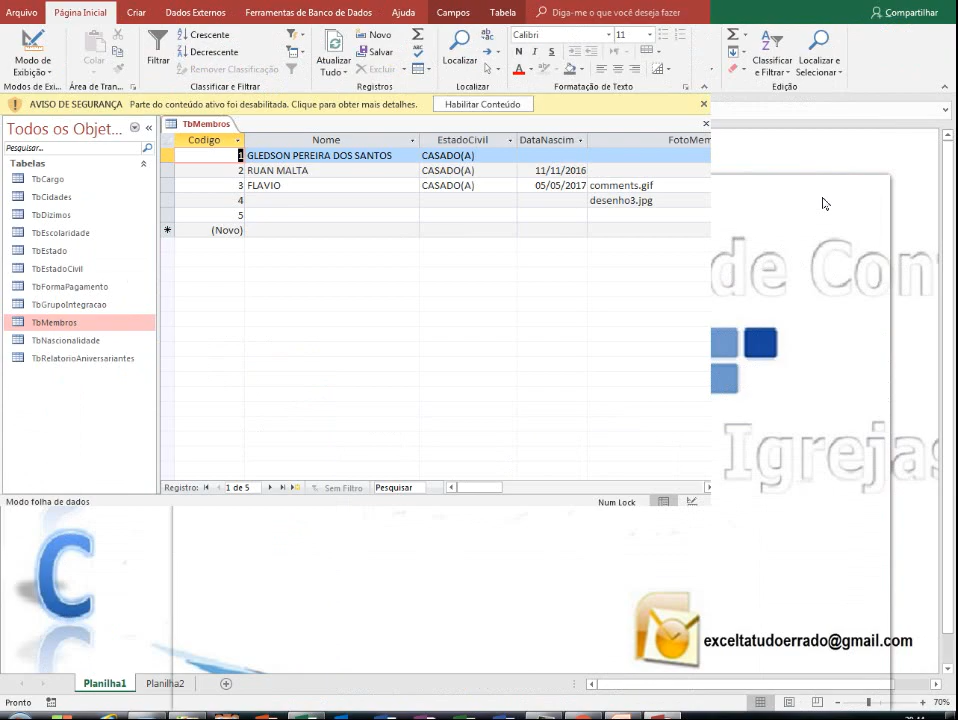 Arquivo Página Inicial Criar Dados Externos Ferramentas de Banco de Dados Ajuda Campos Tabela Diga-me o que você deseja fazer Compartilhar
Modo de Exibição Colar Filtrar Crescente Decrescente Remover Classificação Atualizar Tudo Novo Salvar Excluir Localizar Calibri 11 N I S A Classificar e Filtrar Localizar e Selecionar
Modos de Exi... Área de Tran... Classificar e Filtrar Registros Localizar Formatação de Texto Edição
AVISO DE SEGURANÇA Parte do conteúdo ativo foi desabilitada. Clique para obter mais detalhes. Habilitar Conteúdo
Todos os Objet... «
Pesquisar...
Tabelas
TbCargo
TbCidades
TbDizimos
TbEscolaridade
TbEstado
TbEstadoCivil
TbFormaPagamento
TbGrupoIntegracao
TbMembros
TbNascionalidade
TbRelatorioAniversariantes
TbMembros
Codigo Nome EstadoCivil DataNascim FotoMem
1 GLEDSON PEREIRA DOS SANTOS CASADO(A)
2 RUAN MALTA CASADO(A) 11/11/2016
3 FLAVIO CASADO(A) 05/05/2017 comments.gif
4 desenho3.jpg
5
(Novo)
Registro: 1 de 5 Sem Filtro Pesquisar
Modo folha de dados Num Lock
de Con
Igrejas
C
exceltatudoerrado@gmail.com
Planilha1 Planilha2
Pronto 70%